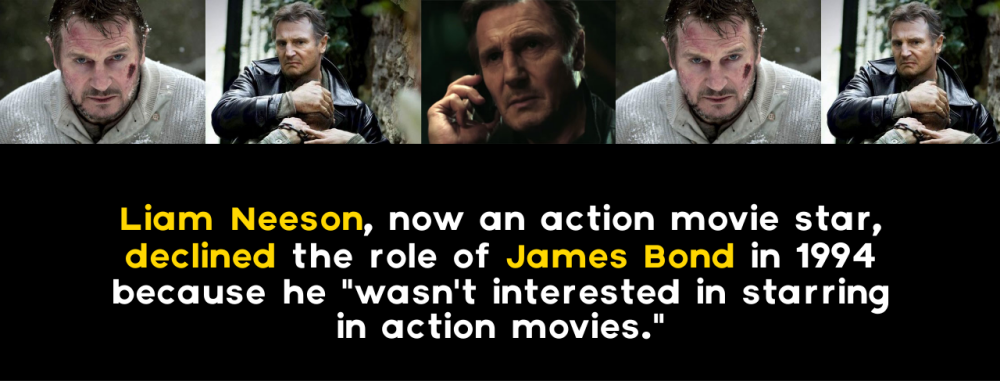 Liam Neeson, now an action movie star,
declined the role of James Bond in 1994
because he "wasn't interested in starring
in action movies."